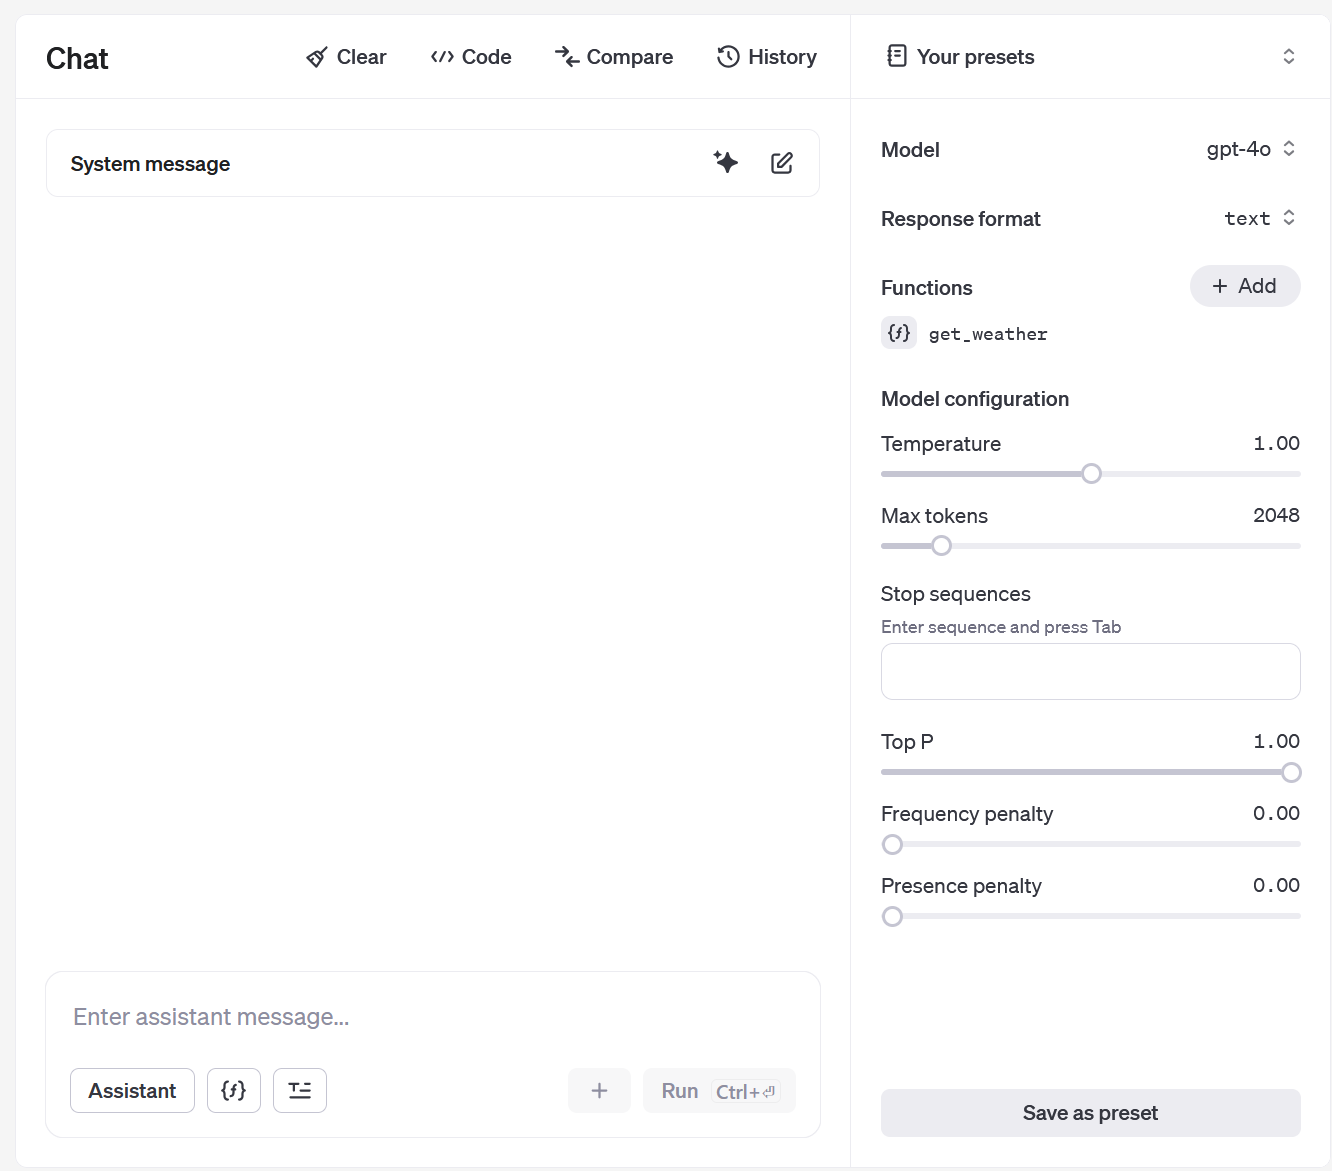 Chat
Clear
Code
Compare
History
Your presets
System message
Model
gpt-4o
Response format
text
Functions
+ Add
get_weather
Model configuration
Temperature
1.00
Max tokens
2048
Stop sequences
Enter sequence and press Tab
Top P
1.00
Frequency penalty
0.00
Presence penalty
0.00
Enter assistant message...
Assistant
Run Ctrl+⏎
Save as preset